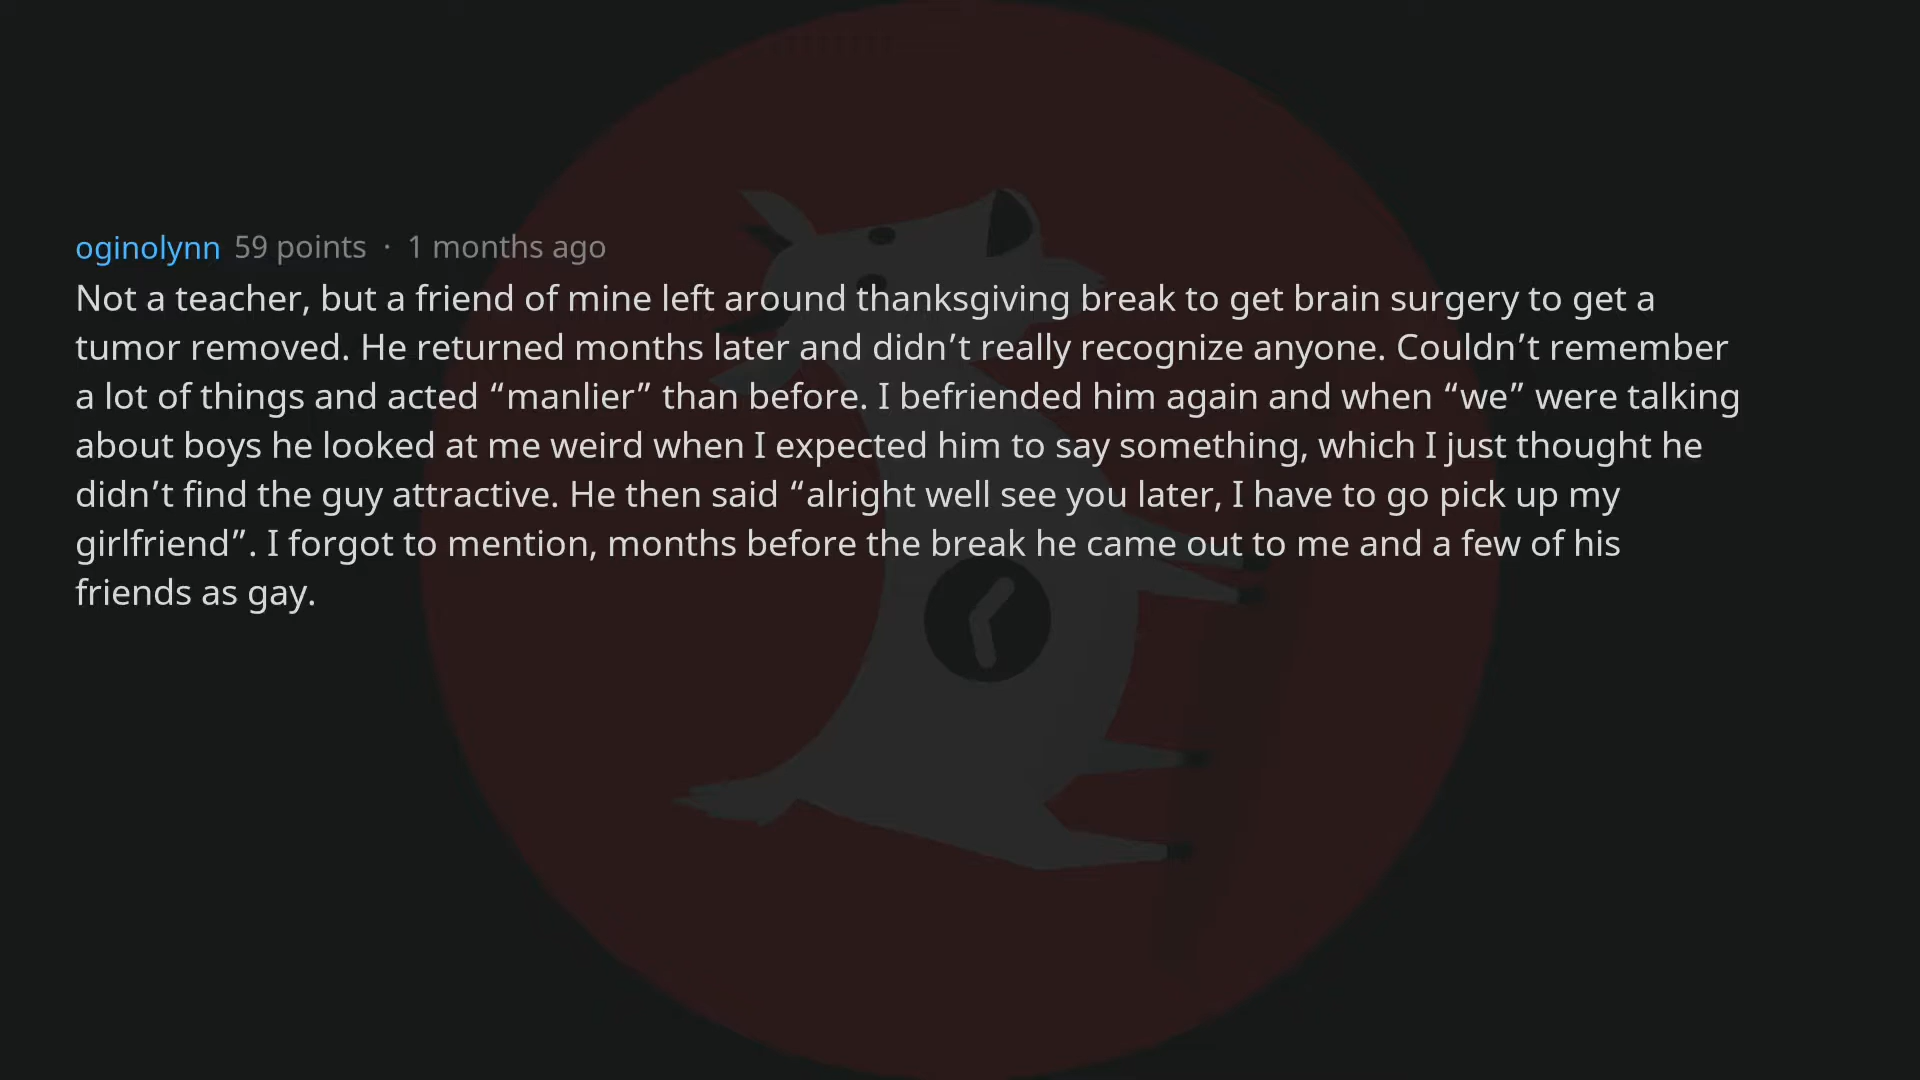 oginolynn 59 points · 1 months ago
Not a teacher, but a friend of mine left around thanksgiving break to get brain surgery to get a
tumor removed. He returned months later and didn’t really recognize anyone. Couldn’t remember
a lot of things and acted “manlier” than before. I befriended him again and when “we” were talking
about boys he looked at me weird when I expected him to say something, which I just thought he
didn’t find the guy attractive. He then said “alright well see you later, I have to go pick up my
girlfriend”. I forgot to mention, months before the break he came out to me and a few of his
friends as gay.